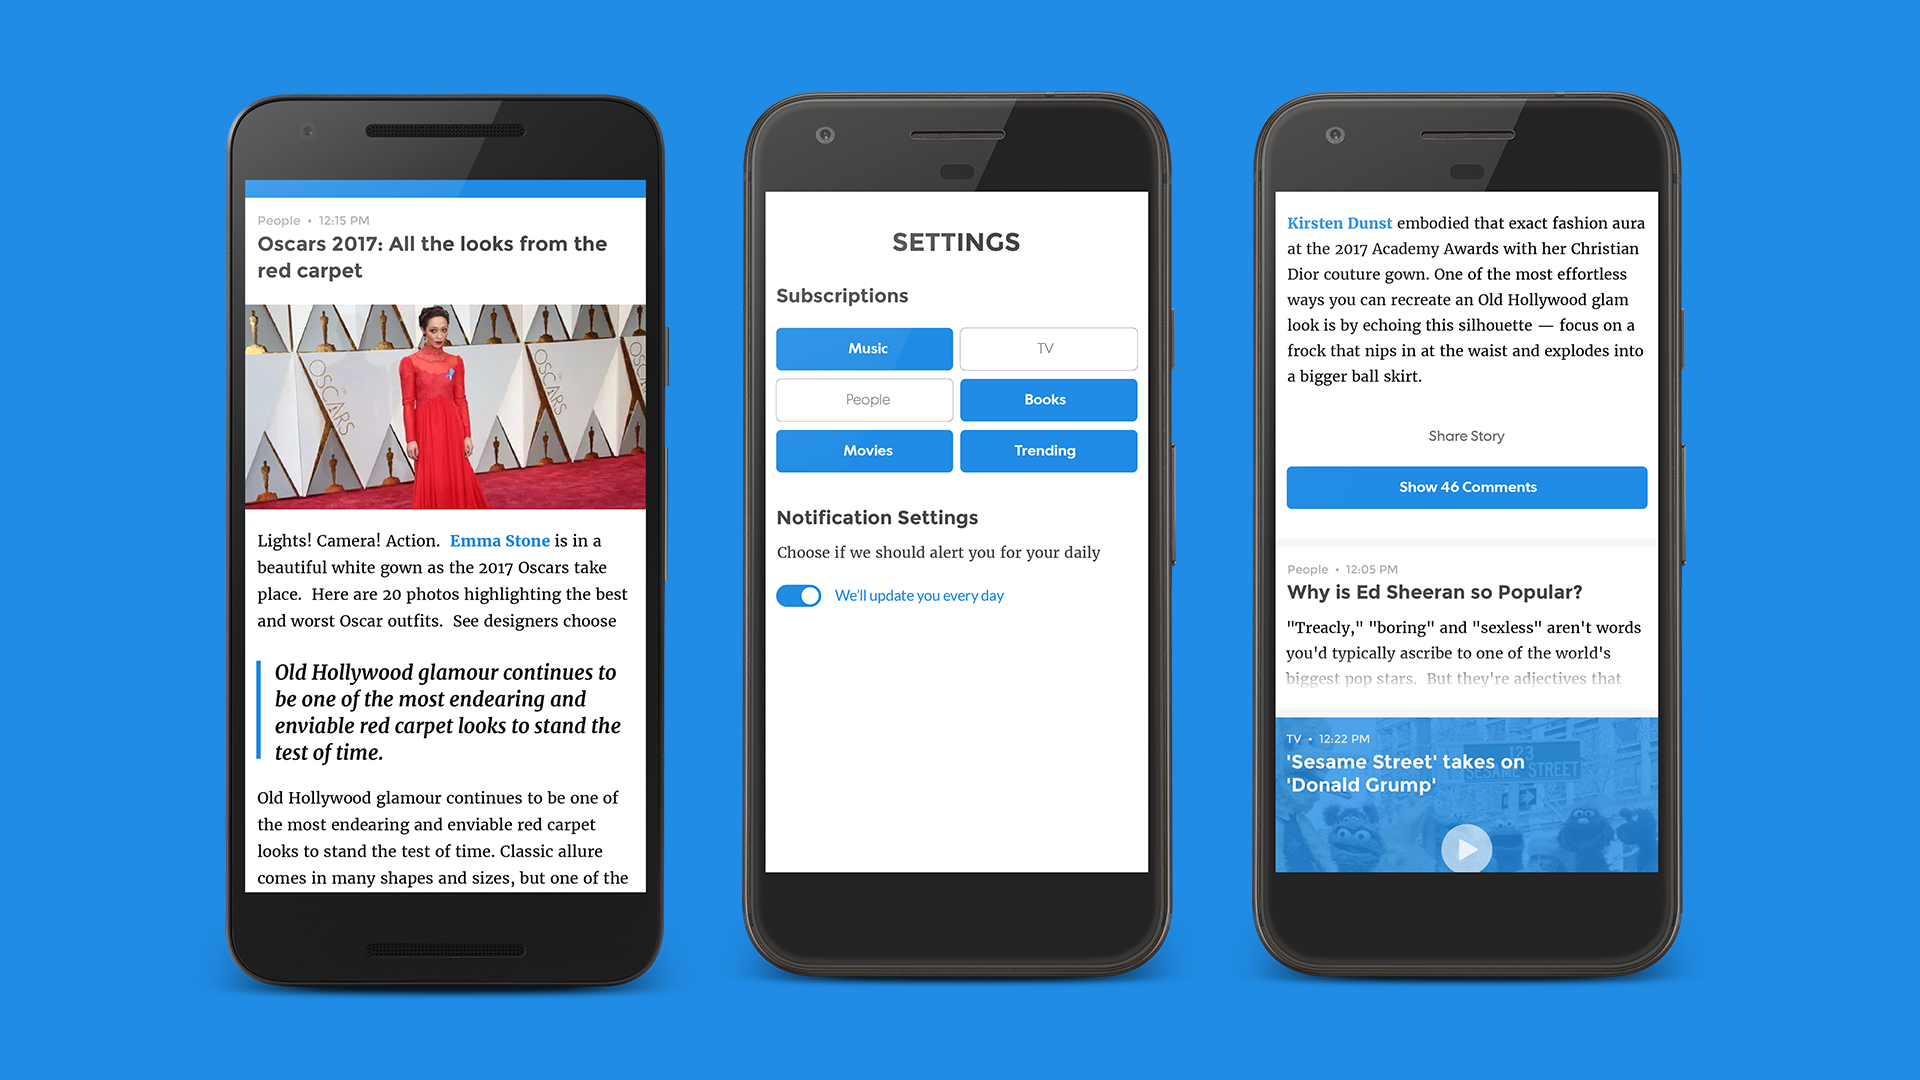 People • 12:15 PM
Oscars 2017: All the looks from the
red carpet
OSCARS
OSCARS
OSCARS
Lights! Camera! Action.  Emma Stone is in a
beautiful white gown as the 2017 Oscars take
place.  Here are 20 photos highlighting the best
and worst Oscar outfits.  See designers choose
Old Hollywood glamour continues to
be one of the most endearing and
enviable red carpet looks to stand the
test of time.
Old Hollywood glamour continues to be one of
the most endearing and enviable red carpet
looks to stand the test of time. Classic allure
comes in many shapes and sizes, but one of the
SETTINGS
Subscriptions
Music
TV
People
Books
Movies
Trending
Notification Settings
Choose if we should alert you for your daily
We'll update you every day
Kirsten Dunst embodied that exact fashion aura
at the 2017 Academy Awards with her Christian
Dior couture gown. One of the most effortless
ways you can recreate an Old Hollywood glam
look is by echoing this silhouette — focus on a
frock that nips in at the waist and explodes into
a bigger ball skirt.
Share Story
Show 46 Comments
People • 12:05 PM
Why is Ed Sheeran so Popular?
"Treacly," "boring" and "sexless" aren't words
you'd typically ascribe to one of the world's
biggest pop stars.  But they're adjectives that
TV • 12:22 PM
'Sesame Street' takes on
'Donald Grump'
123
SESAME STREET